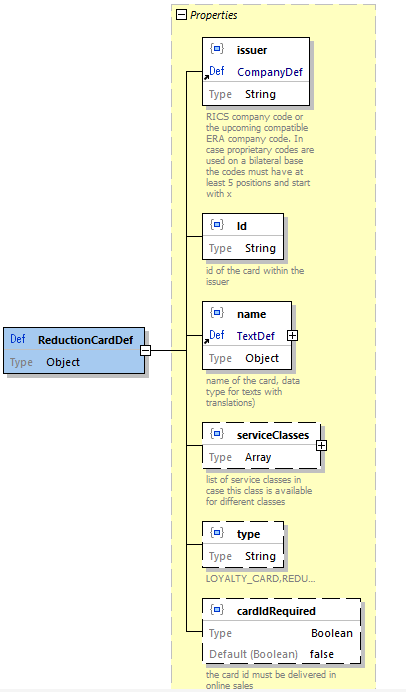 Properties
issuer
Def CompanyDef
Type String
RICS company code or
the upcoming compatible
ERA company code. In
case proprietary codes are
used on a bilateral base
the codes must have at
least 5 positions and start
with x
Id
Type String
id of the card within the
issuer
name
Def TextDef
Type Object
name of the card, data
type for texts with
translations)
Def ReductionCardDef
Type Object
serviceClasses
Type Array
list of service classes in
case this class is available
for different classes
type
Type String
LOYALTY_CARD,REDU...
cardIdRequired
Type Boolean
Default (Boolean) false
the card id must be delivered in
online sales